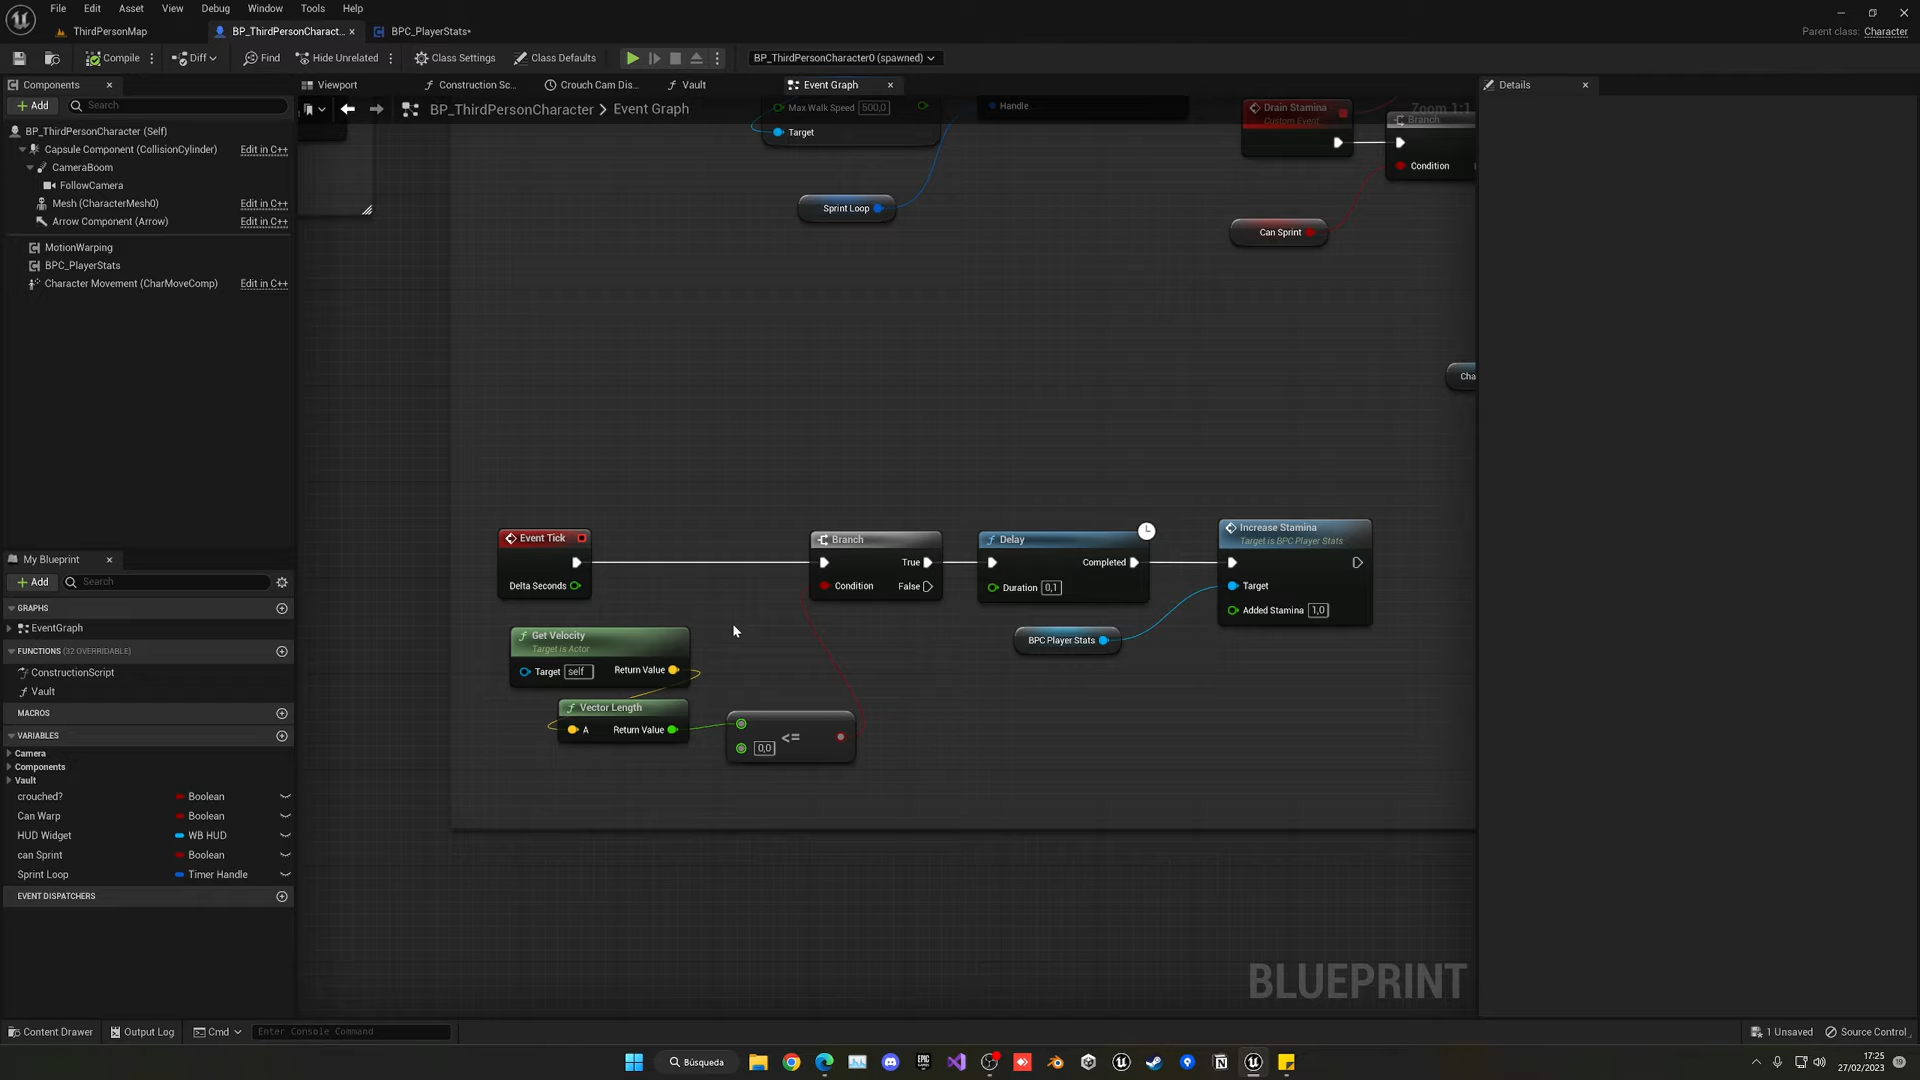 File Edit Asset View Debug Window Tools Help
ThirdPersonMap
BP_ThirdPersonCharact...
BPC_PlayerStats*
Parent class: Character
Compile
Diff
Find
Hide Unrelated
Class Settings
Class Defaults
BP_ThirdPersonCharacter0 (spawned)
Components
Viewport
Construction Sc...
Crouch Cam Dis...
Vault
Event Graph
Details
Add
Search
BP_ThirdPersonCharacter > Event Graph
Zoom 1:1
BP_ThirdPersonCharacter (Self)
Capsule Component (CollisionCylinder) Edit in C++
CameraBoom
FollowCamera
Mesh (CharacterMesh0) Edit in C++
Arrow Component (Arrow) Edit in C++
MotionWarping
BPC_PlayerStats
Character Movement (CharMoveComp) Edit in C++
Max Walk Speed 500,0
Target
Handle
Sprint Loop
Drain Stamina
Custom Event
Branch
Condition
Can Sprint
Cha
Event Tick
Delta Seconds
Branch
True
Condition
False
Delay
Completed
Duration 0,1
Increase Stamina
Target is BPC Player Stats
Target
Added Stamina 1,0
BPC Player Stats
Get Velocity
Target is Actor
Target self
Return Value
Vector Length
A
Return Value
0,0
<=
BLUEPRINT
My Blueprint
Add
Search
GRAPHS
EventGraph
FUNCTIONS (32 OVERRIDABLE)
ConstructionScript
Vault
MACROS
VARIABLES
Camera
Components
Vault
crouched? Boolean
Can Warp Boolean
HUD Widget WB HUD
can Sprint Boolean
Sprint Loop Timer Handle
EVENT DISPATCHERS
Content Drawer
Output Log
Cmd
Enter Console Command
1 Unsaved
Source Control
Búsqueda
EPIC
GAMES
17:25
27/02/2023
19